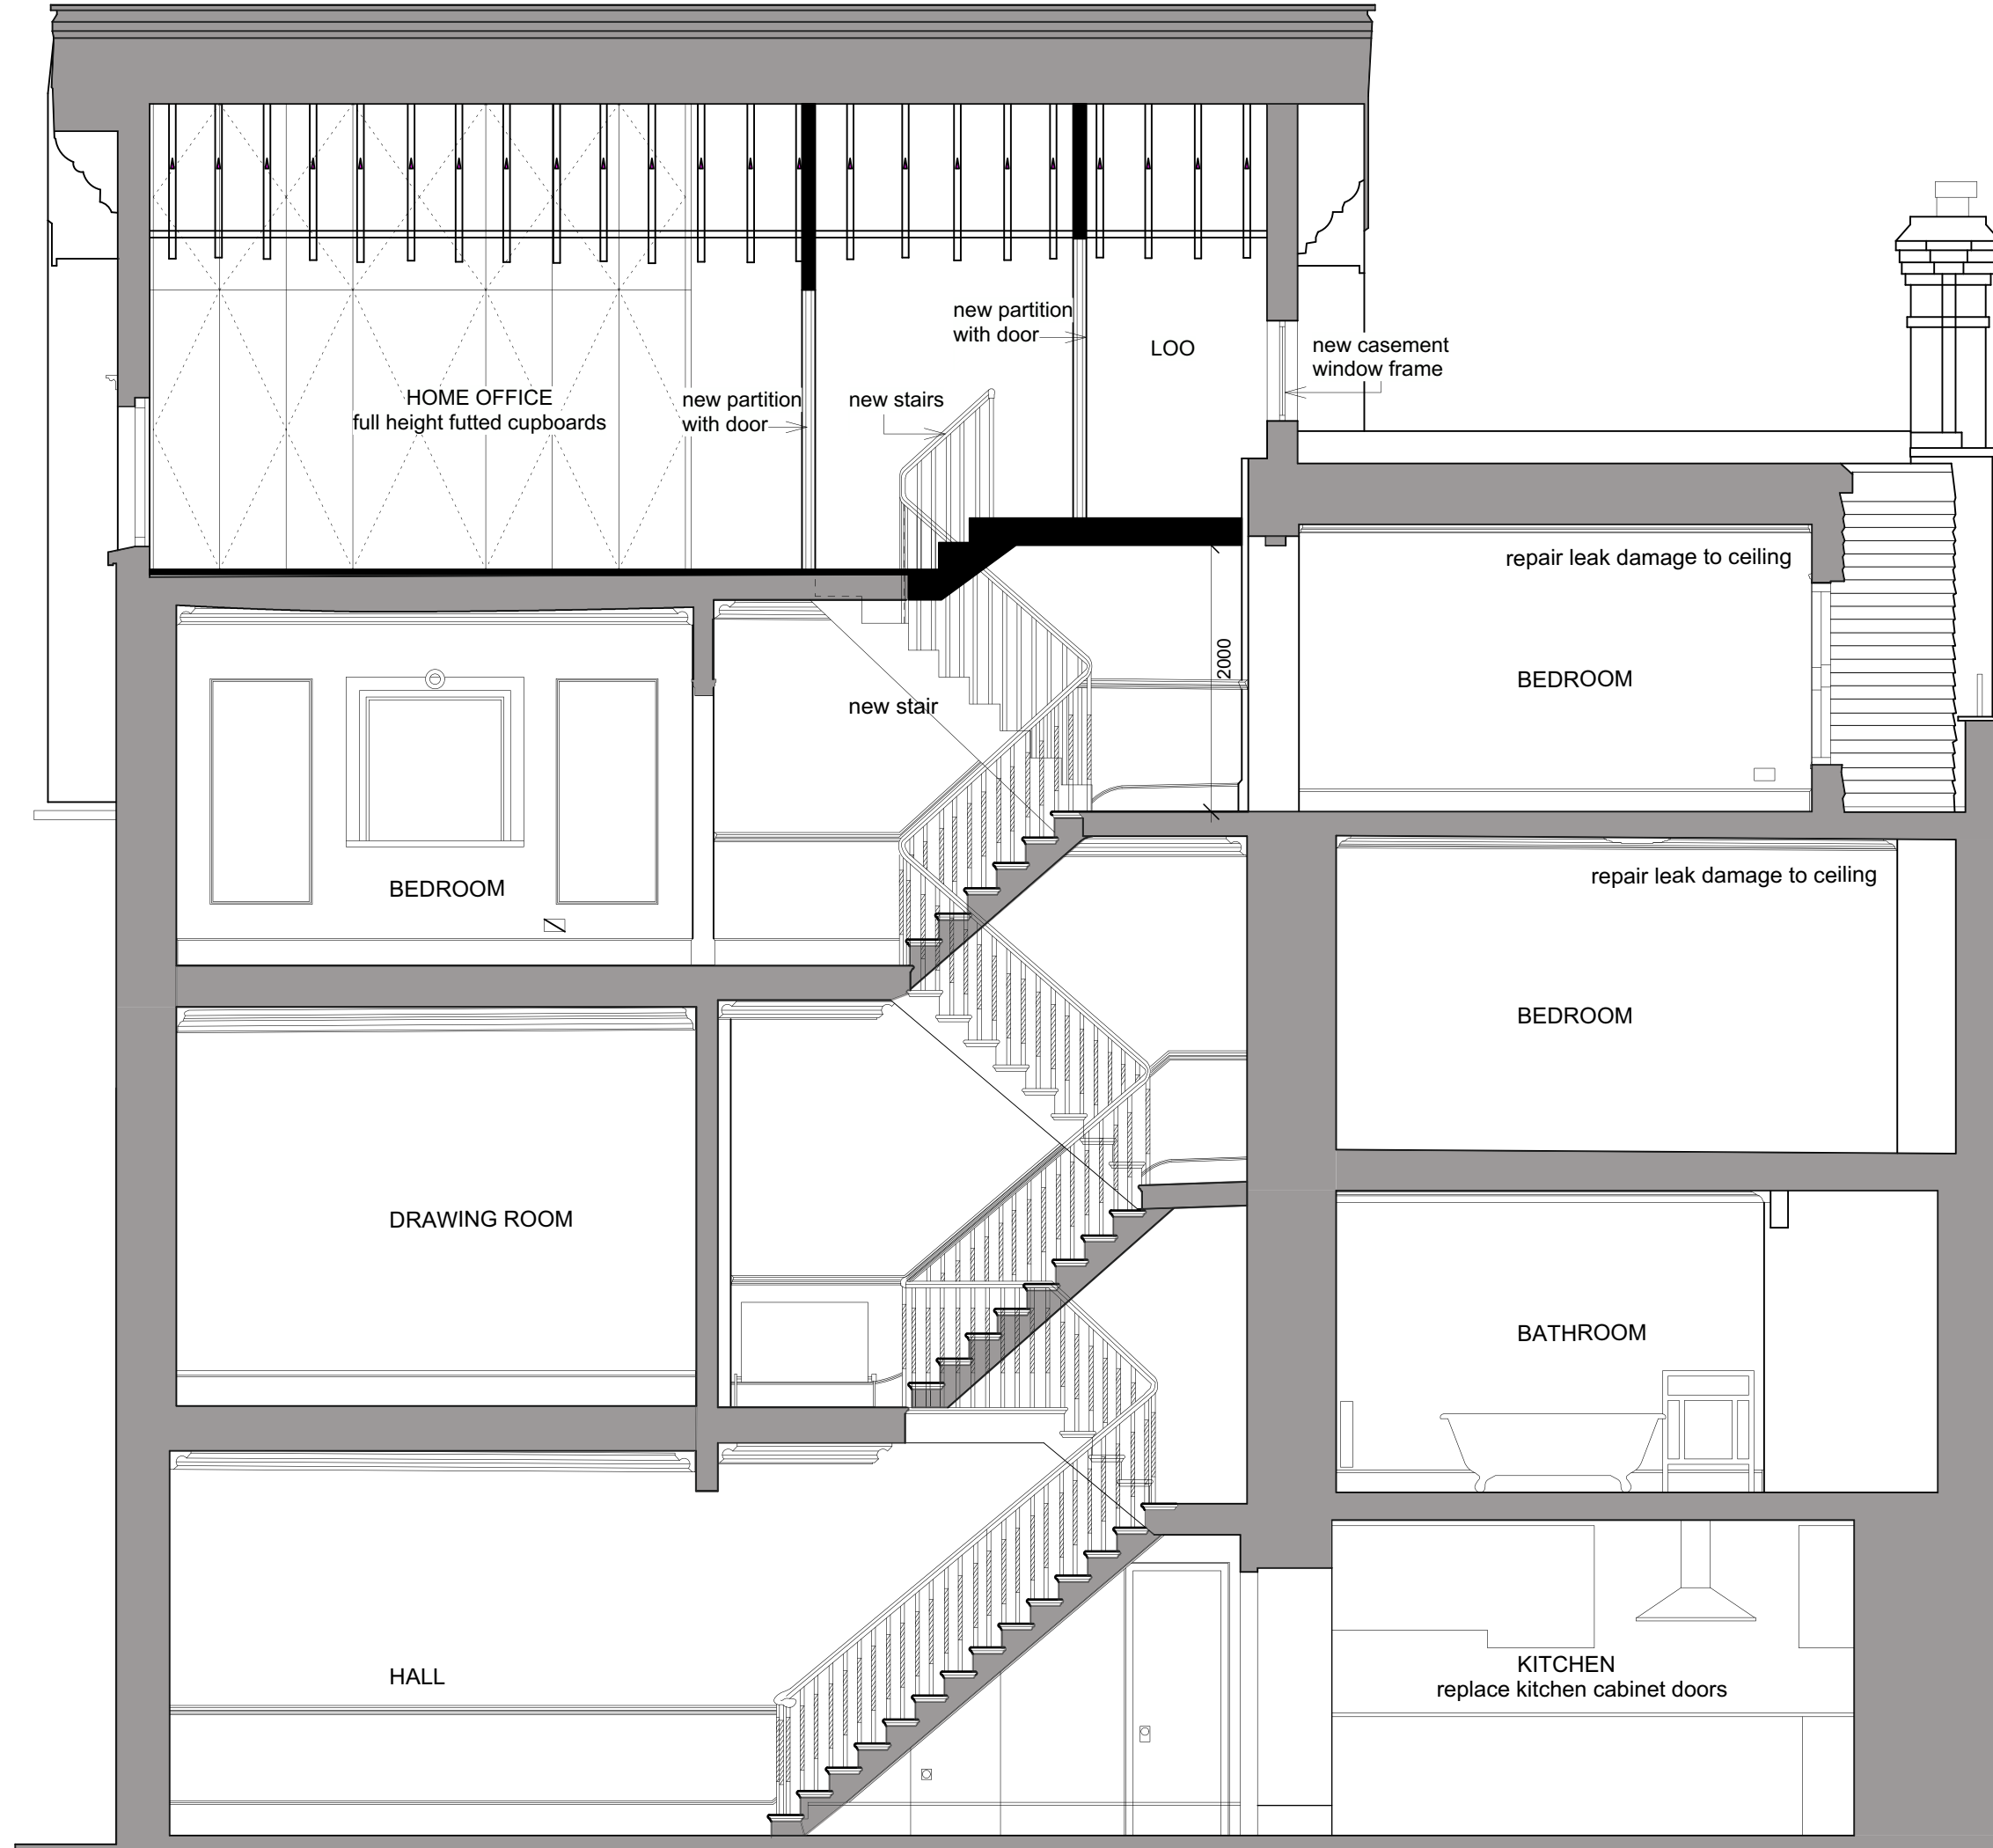 new partition
with door
LOO
new casement
window frame
HOME OFFICE
full height futted cupboards
new partition
with door
new stairs
repair leak damage to ceiling
2000
BEDROOM
new stair
BEDROOM
repair leak damage to ceiling
BEDROOM
DRAWING ROOM
BATHROOM
HALL
KITCHEN
replace kitchen cabinet doors